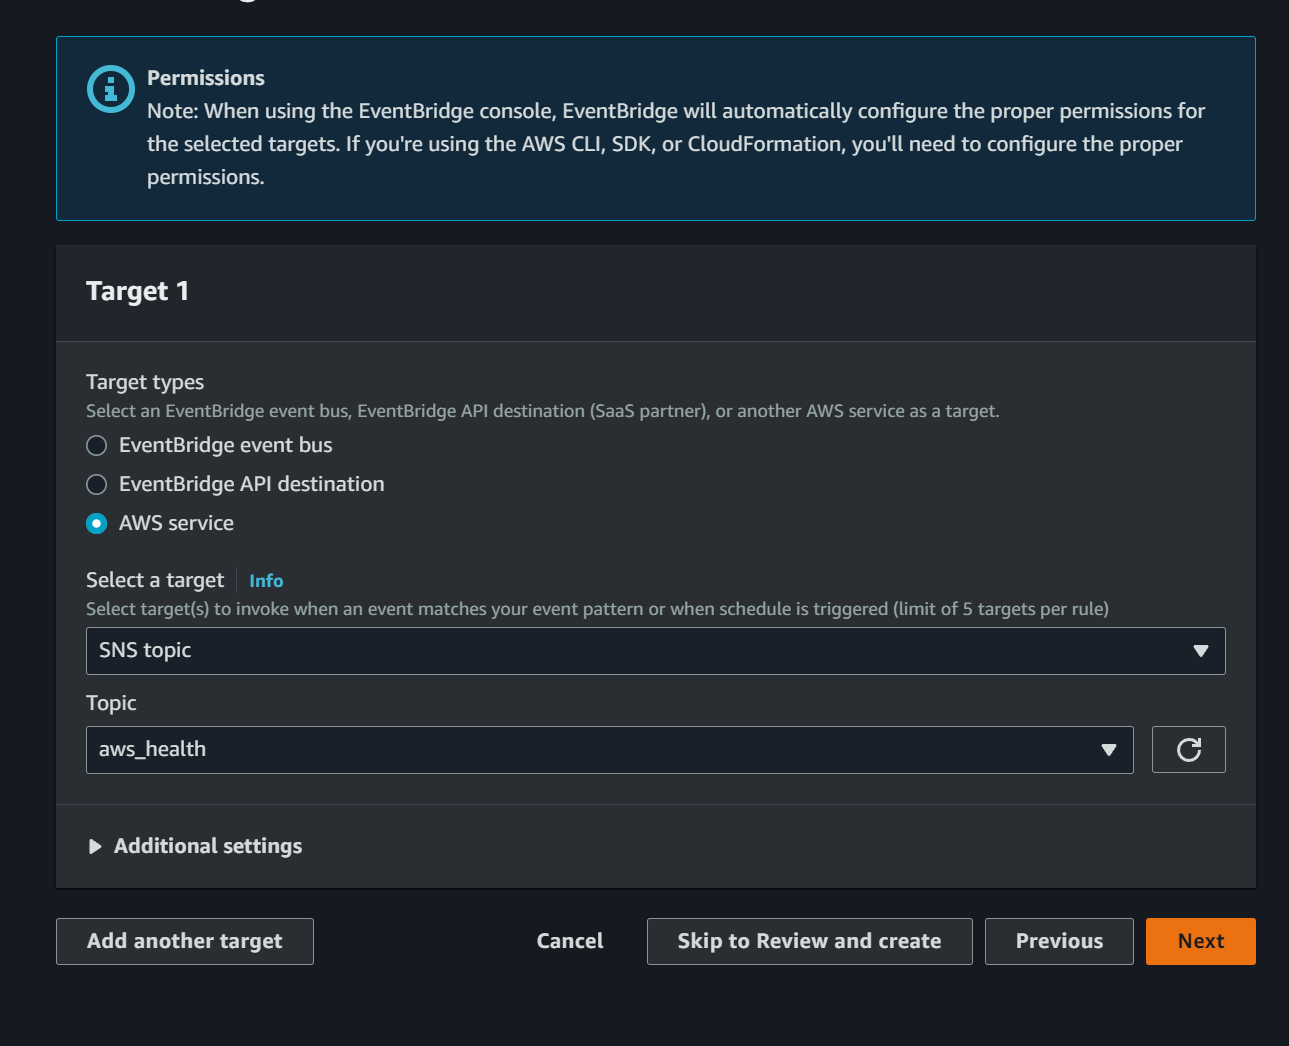 Permissions
Note: When using the EventBridge console, EventBridge will automatically configure the proper permissions for
the selected targets. If you're using the AWS CLI, SDK, or CloudFormation, you'll need to configure the proper
permissions.
Target 1
Target types
Select an EventBridge event bus, EventBridge API destination (SaaS partner), or another AWS service as a target.
EventBridge event bus
EventBridge API destination
AWS service
Select a target Info
Select target(s) to invoke when an event matches your event pattern or when schedule is triggered (limit of 5 targets per rule)
SNS topic
Topic
aws_health
Additional settings
Add another target Cancel Skip to Review and create Previous Next